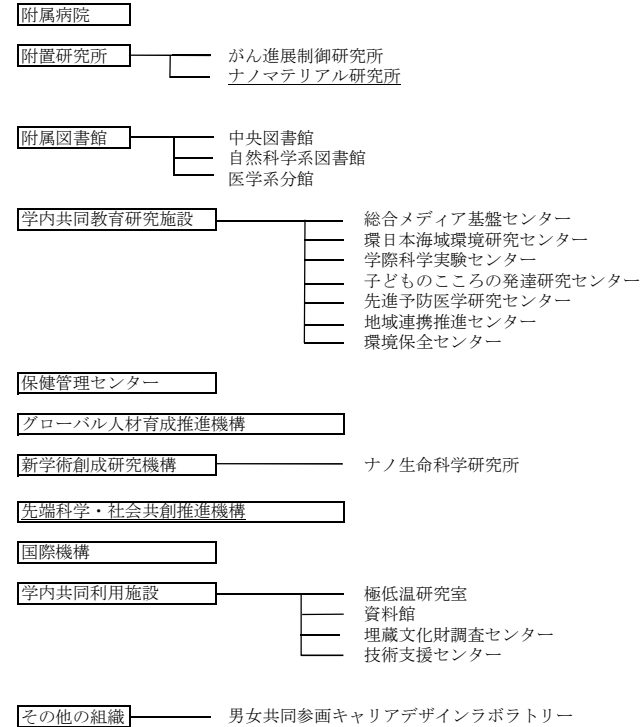 附属病院
附置研究所 がん進展制御研究所
ナノマテリアル研究所
附属図書館 中央図書館
自然科学系図書館
医学系分館
学内共同教育研究施設 総合メディア基盤センター
環日本海域環境研究センター
学際科学実験センター
子どものこころの発達研究センター
先進予防医学研究センター
地域連携推進センター
環境保全センター
保健管理センター
グローバル人材育成推進機構
新学術創成研究機構 ナノ生命科学研究所
先端科学・社会共創推進機構
国際機構
学内共同利用施設 極低温研究室
資料館
埋蔵文化財調査センター
技術支援センター
その他の組織 男女共同参画キャリアデザインラボラトリー